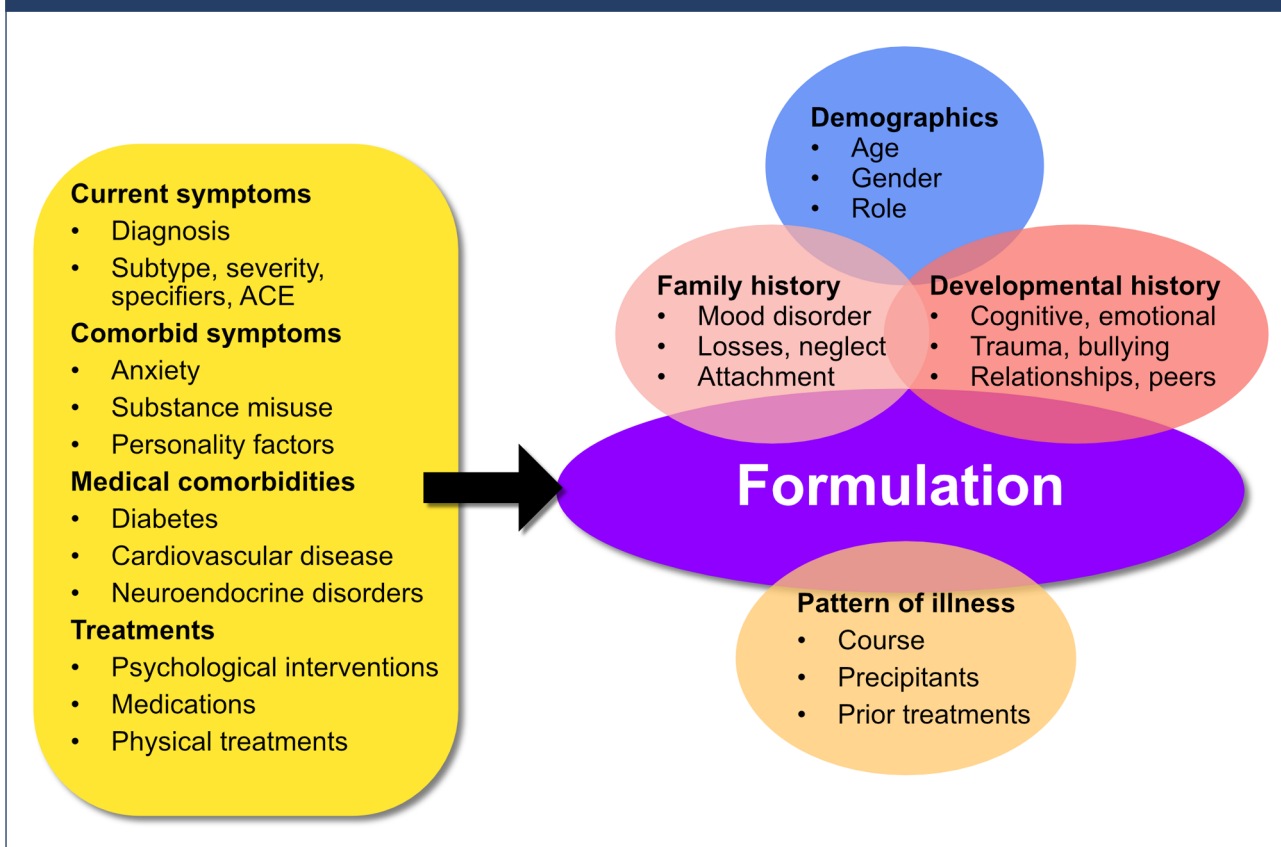 Current symptoms
• Diagnosis
• Subtype, severity,
specifiers, ACE
Comorbid symptoms
• Anxiety
• Substance misuse
• Personality factors
Medical comorbidities
• Diabetes
• Cardiovascular disease
• Neuroendocrine disorders
Treatments
• Psychological interventions
• Medications
• Physical treatments
Demographics
• Age
• Gender
• Role
Family history
• Mood disorder
• Losses, neglect
• Attachment
Developmental history
• Cognitive, emotional
• Trauma, bullying
• Relationships, peers
Formulation
Pattern of illness
• Course
• Precipitants
• Prior treatments